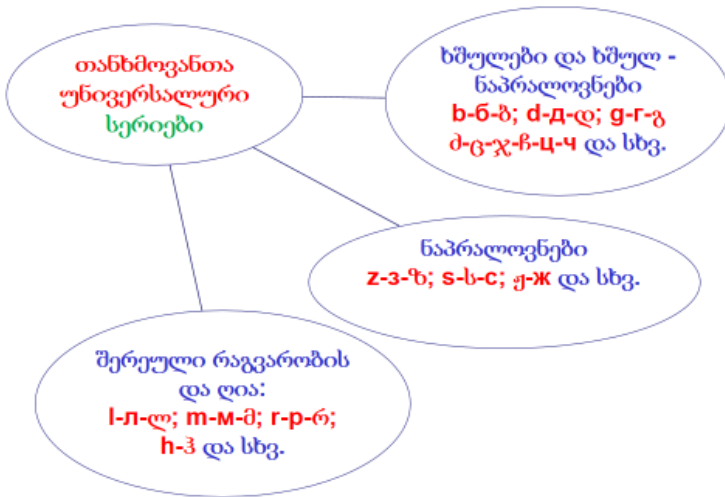 თანხმოვანთა
უნივერსალური
სერიები
ხშულები და ხშულ -
ნაპრალოვნები
b-б-ბ; d-д-დ; g-г-გ
ძ-ც-ჯ-ჩ-ц-ч და სხვ.
ნაპრალოვნები
z-з-ზ; s-ს-с; ჟ-ж და სხვ.
შერეული რაგვარობის
და ღია:
l-л-ლ; m-м-მ; r-р-რ;
h-ჰ და სხვ.